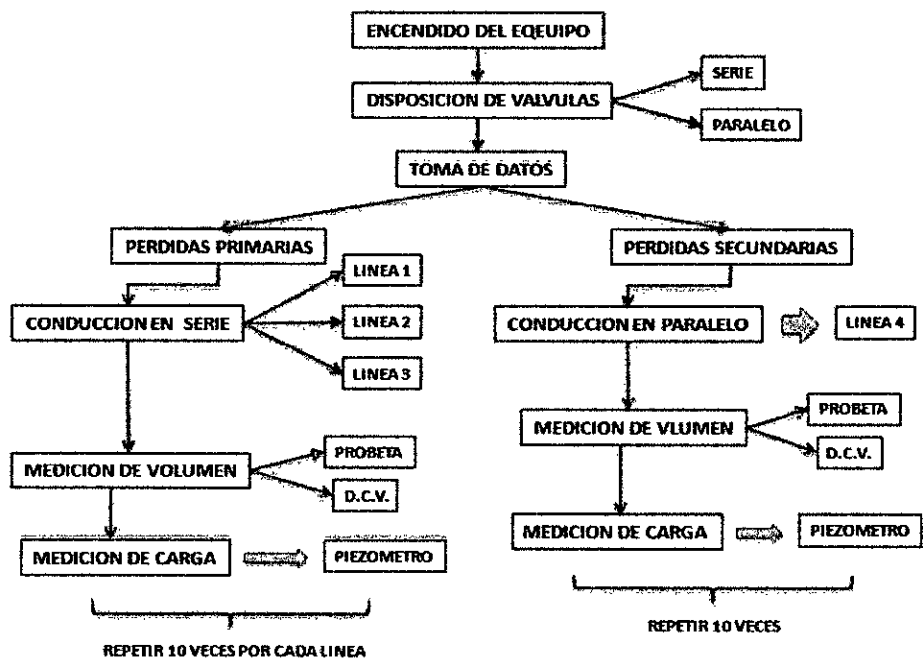 ENCENDIDO DEL EQEUIPO
DISPOSICION DE VALVULAS
SERIE
PARALELO
TOMA DE DATOS
PERDIDAS PRIMARIAS
CONDUCCION EN SERIE
LINEA 1
LINEA 2
LINEA 3
MEDICION DE VOLUMEN
PROBETA
D.C.V.
MEDICION DE CARGA
PIEZOMETRO
REPETIR 10 VECES POR CADA LINEA
PERDIDAS SECUNDARIAS
CONDUCCION EN PARALELO
LINEA 4
MEDICION DE VLUMEN
PROBETA
D.C.V.
MEDICION DE CARGA
PIEZOMETRO
REPETIR 10 VECES